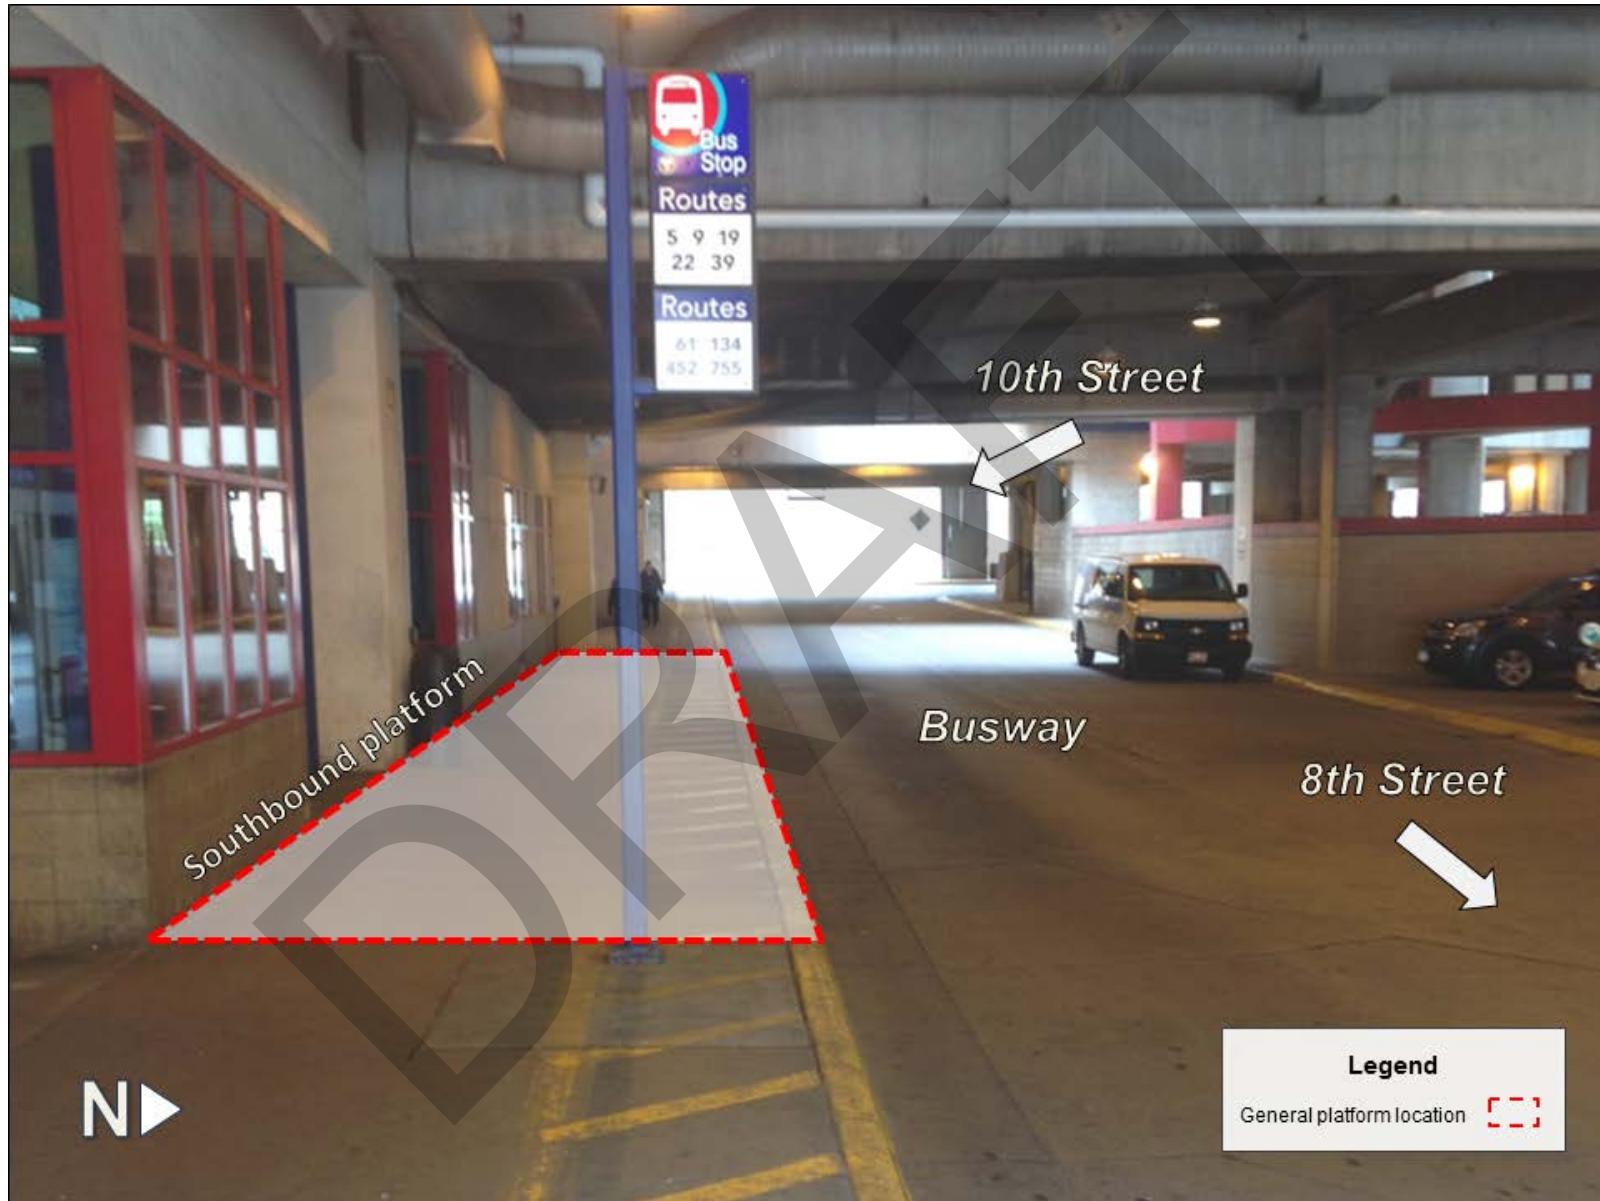 Bus
Stop
Routes
5 9 19
22 39
Routes
61 134
452 755
10th Street
Busway
8th Street
Southbound platform
DRAFT
N
Legend
General platform location